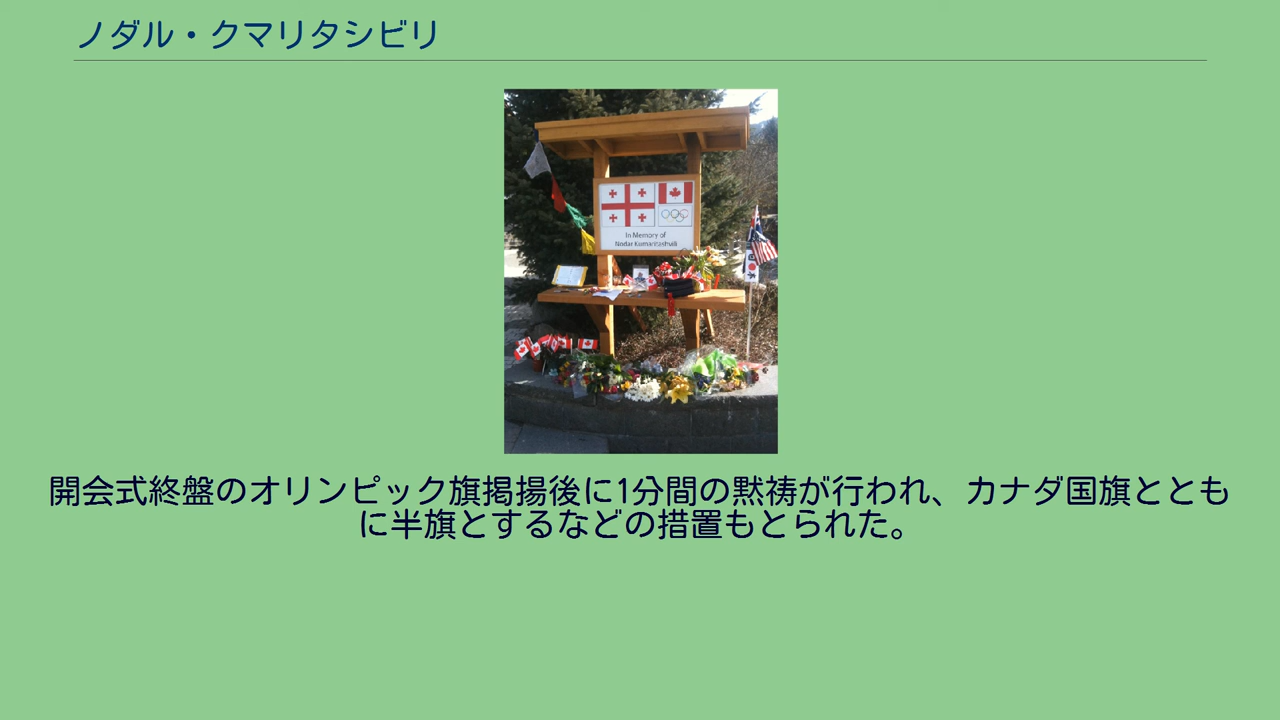 ノダル・クマリタシビリ
In Memory of
Nodar Kumaritashvili
開会式終盤のオリンピック旗掲揚後に1分間の黙祷が行われ、カナダ国旗ととも
に半旗とするなどの措置もとられた。